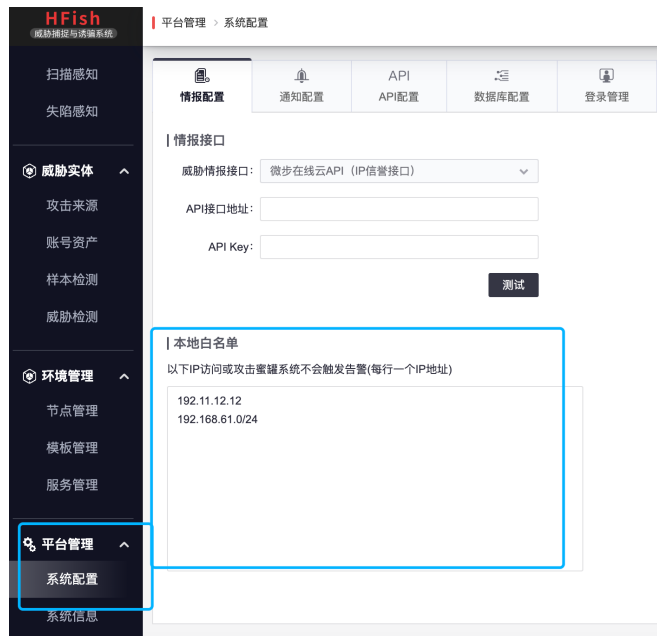 HFish
威胁捕捉与诱骗系统
平台管理 > 系统配置
扫描感知
失陷感知
威胁实体
攻击来源
账号资产
样本检测
威胁检测
环境管理
节点管理
模板管理
服务管理
平台管理
系统配置
系统信息
情报配置
通知配置
API
API配置
数据库配置
登录管理
情报接口
威胁情报接口: 微步在线云API（IP信誉接口）
API接口地址:
API Key:
测试
本地白名单
以下IP访问或攻击蜜罐系统不会触发告警(每行一个IP地址)
192.11.12.12
192.168.61.0/24